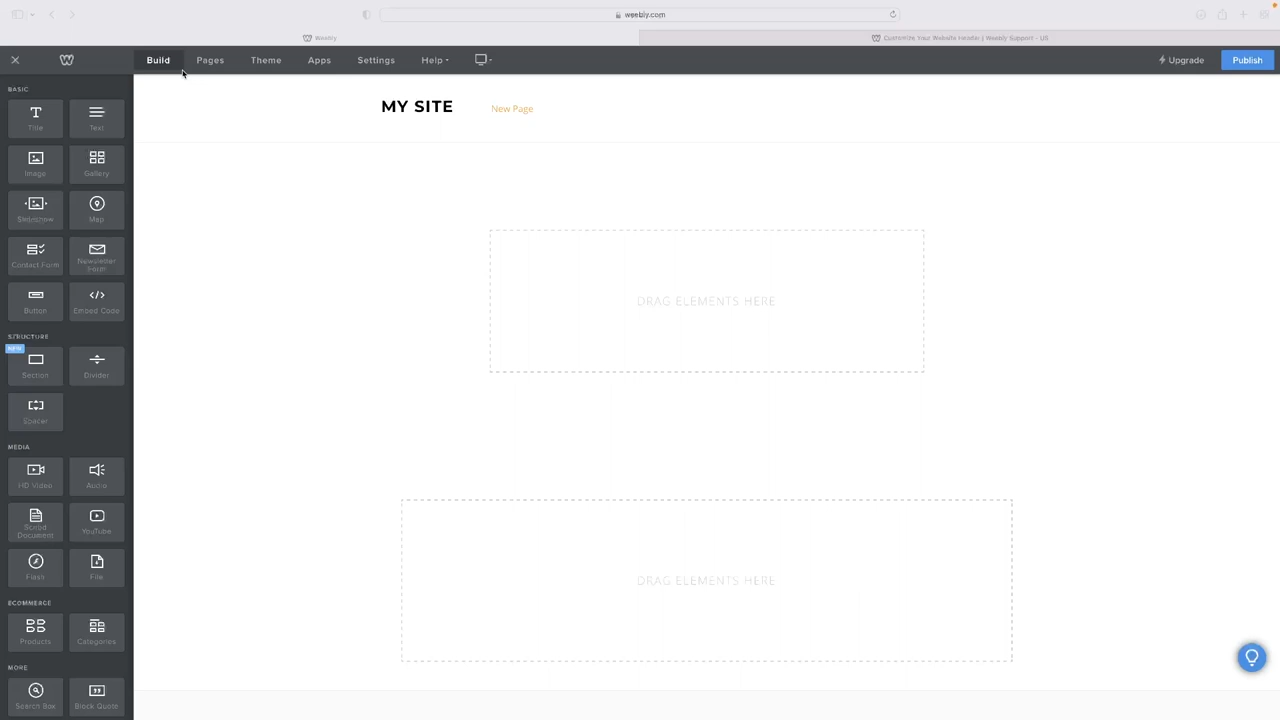 weebly.com
Weebly
Customize Your Website Header | Weebly Support - US
Build
Pages
Theme
Apps
Settings
Help
Upgrade
Publish
BASIC
Title
Text
Image
Gallery
Slideshow
Map
Contact Form
Newsletter Form
Button
Embed Code
STRUCTURE
NEW
Section
Divider
Spacer
MEDIA
HD Video
Audio
Scribd Document
YouTube
Flash
File
ECOMMERCE
Products
Categories
MORE
Search Box
Block Quote
MY SITE
New Page
DRAG ELEMENTS HERE
DRAG ELEMENTS HERE